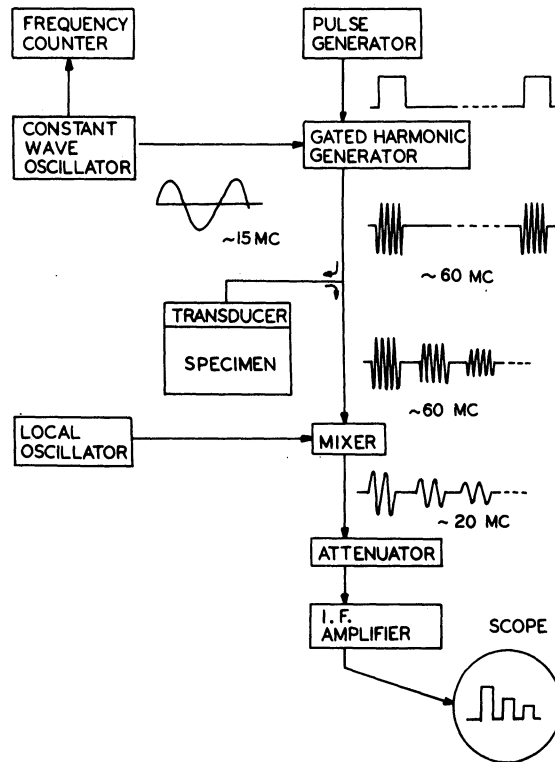 FREQUENCY
COUNTER
PULSE
GENERATOR
CONSTANT
WAVE
OSCILLATOR
GATED HARMONIC
GENERATOR
~15 MC
~60 MC
TRANSDUCER
SPECIMEN
~60 MC
LOCAL
OSCILLATOR
MIXER
~ 20 MC
ATTENUATOR
I. F.
AMPLIFIER
SCOPE